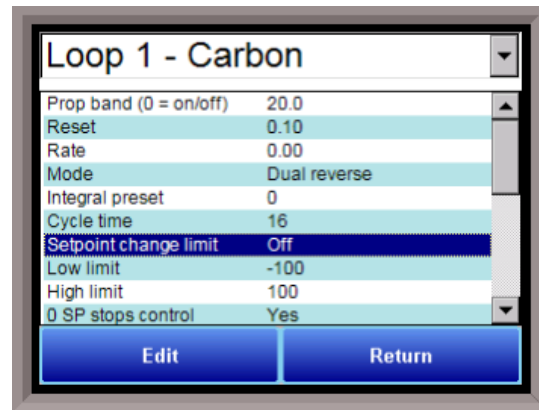 Loop 1 - Carbon
Prop band (0 = on/off) 20.0
Reset 0.10
Rate 0.00
Mode Dual reverse
Integral preset 0
Cycle time 16
Setpoint change limit Off
Low limit -100
High limit 100
0 SP stops control Yes
Edit Return